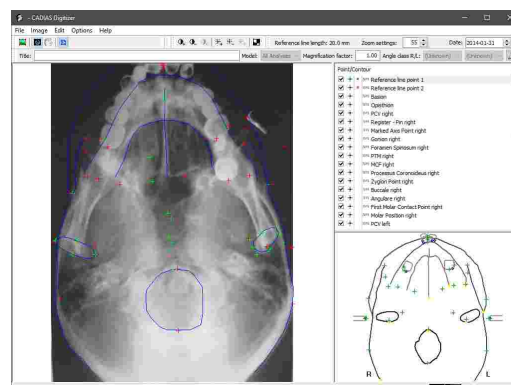 - CADIAS Digitizer
File Image Edit Options Help
Reference line length: 20.0 mm Zoom settings: 55 Date: 2014-01-31
Title: Model: All Analyses Magnification factor: 1.00 Angle class R/L: (Unknown) (Unknown)
Point/Contour
Reference line point 1
Reference line point 2
Basion
Opisthion
PCV right
Register - Pin right
Marked Axis Point right
Gonion right
Foramen Spinosum right
PTM right
MCF right
Processus Coronoideus right
Zygion Point right
Buccale right
Angulare right
First Molar Contact Point right
Molar Position right
PCV left
R L